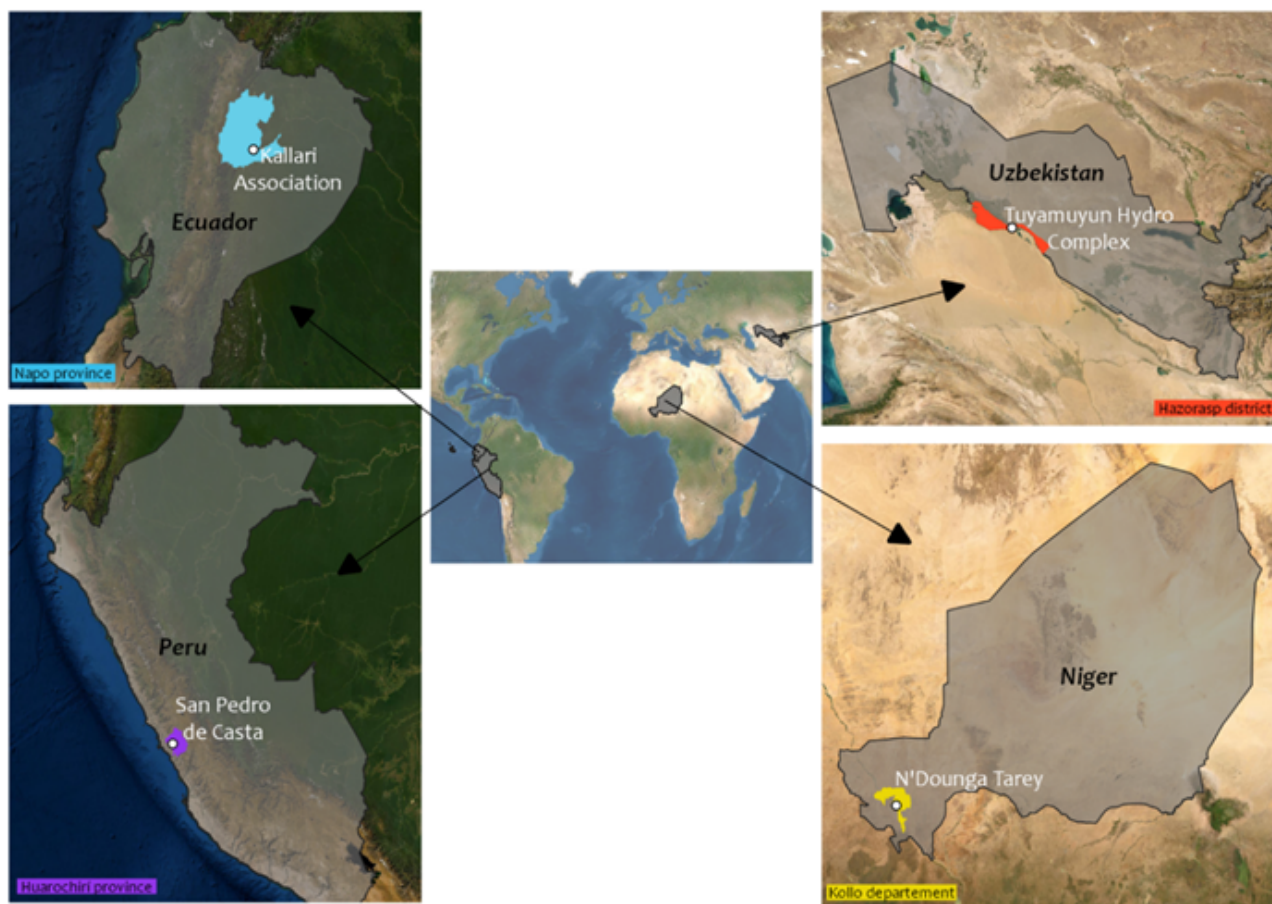 Kallari
Association
Ecuador
Napo province
Peru
San Pedro
de Casta
Huarochirí province
Uzbekistan
Tuyamuyun Hydro
Complex
Hazorasp district
Niger
N'Dounga Tarey
Kollo departement